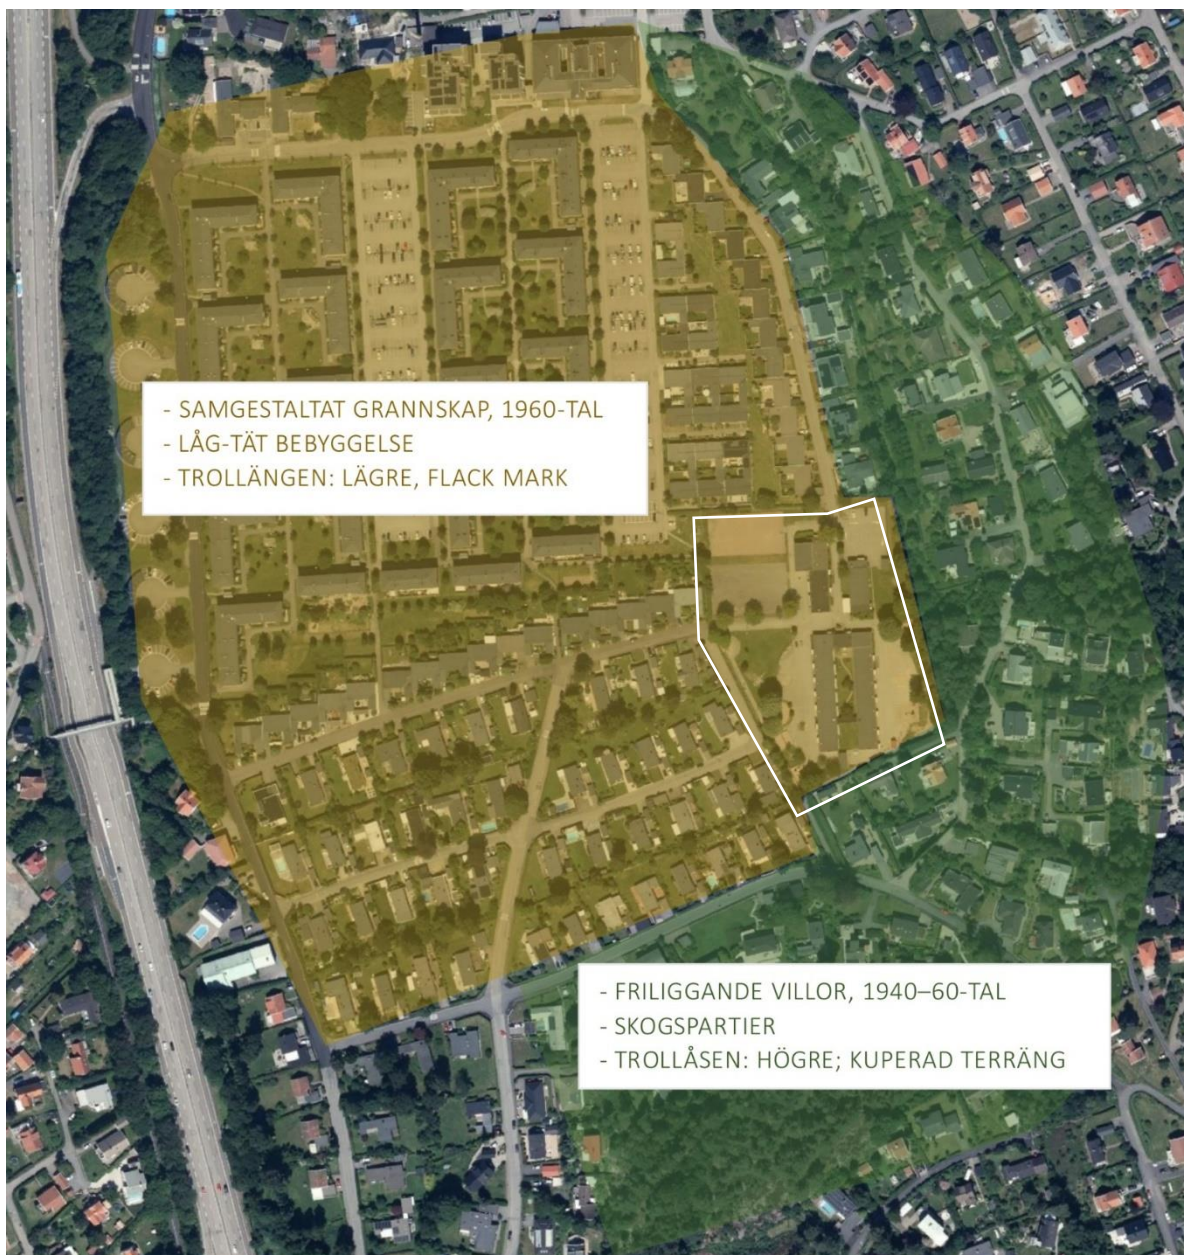 - SAMGESTALTAT GRANNSKAP, 1960-TAL
- LÅG-TÄT BEBYGGELSE
- TROLLÄNGEN: LÄGRE, FLACK MARK
- FRILIGGANDE VILLOR, 1940–60-TAL
- SKOGSPARTIER
- TROLLÅSEN: HÖGRE; KUPERAD TERRÄNG